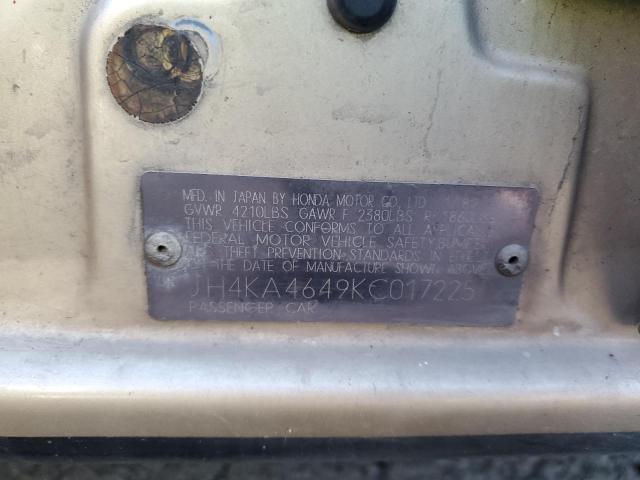 MFD. IN JAPAN BY HONDA MOTOR CO., LTD.
GVWR 4210LBS GAWR F 2380LBS R
THIS VEHICLE CONFORMS TO ALL APPLICABLE
FEDERAL MOTOR VEHICLE SAFETY, BUMPER
THEFT PREVENTION STANDARDS IN EFFECT
THE DATE OF MANUFACTURE SHOWN ABOVE
JH4KA4649KC017225
PASSENGER CAR